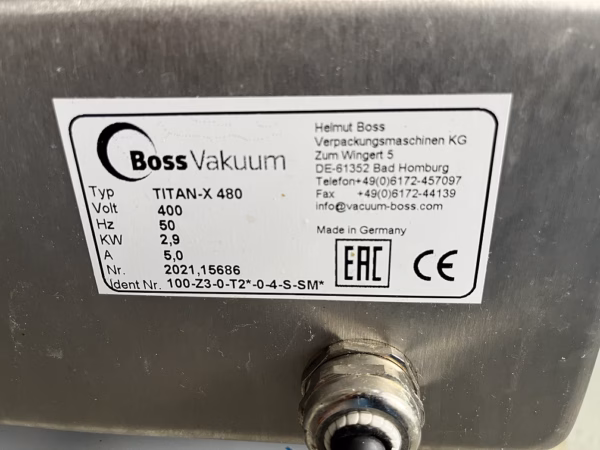 Boss Vakuum
Typ TITAN-X 480
Volt 400
Hz 50
KW 2,9
A 5,0
Nr. 2021,15686
Ident Nr. 100-Z3-0-T2*-0-4-S-SM*
Helmut Boss
Verpackungsmaschinen KG
Zum Wingert 5
DE-61352 Bad Homburg
Telefon+49(0)6172-457097
Fax +49(0)6172-44139
info@vacuum-boss.com
Made in Germany
EAC CE